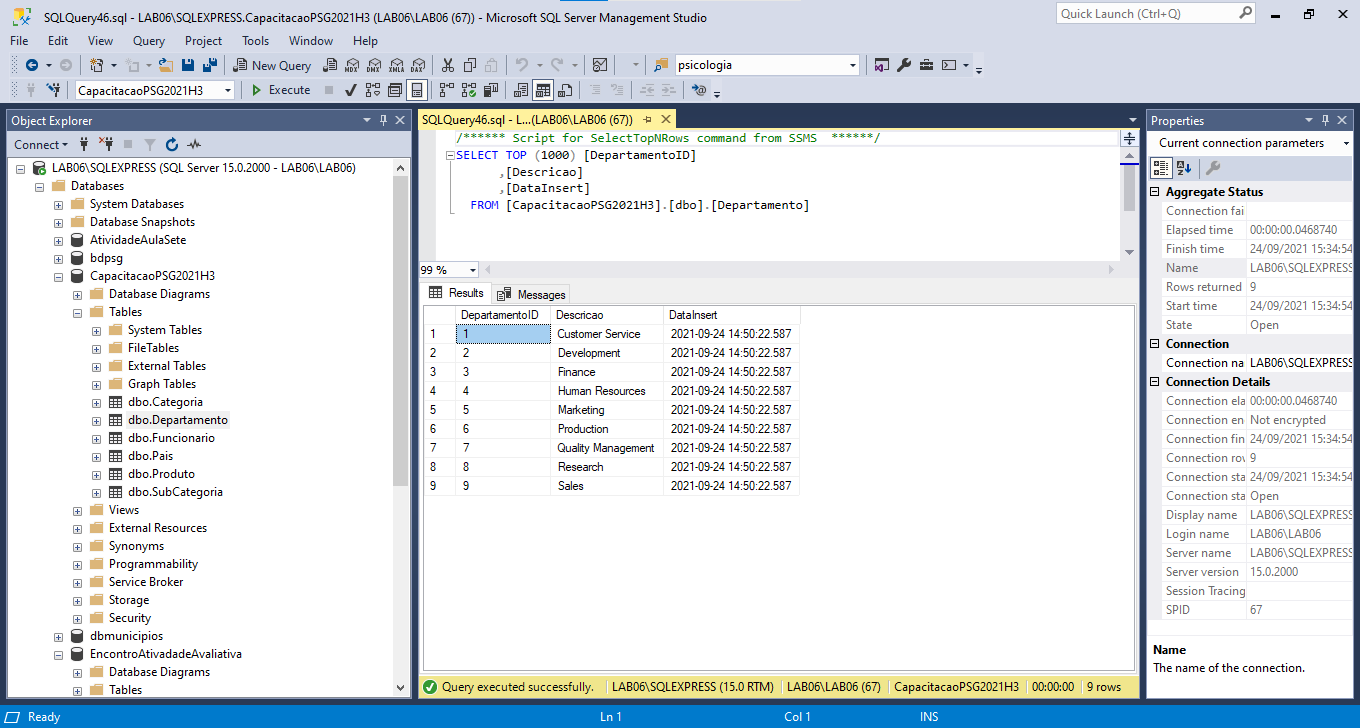 SQLQuery46.sql - LAB06\SQLEXPRESS.CapacitacaoPSG2021H3 (LAB06\LAB06 (67)) - Microsoft SQL Server Management Studio
Quick Launch (Ctrl+Q)
File Edit View Query Project Tools Window Help
New Query MDX DMX XMLA DAX psicologia
CapacitacaoPSG2021H3 Execute
Object Explorer
Connect
LAB06\SQLEXPRESS (SQL Server 15.0.2000 - LAB06\LAB06)
Databases
System Databases
Database Snapshots
AtividadeAulaSete
bdpsg
CapacitacaoPSG2021H3
Database Diagrams
Tables
System Tables
FileTables
External Tables
Graph Tables
dbo.Categoria
dbo.Departamento
dbo.Funcionario
dbo.Pais
dbo.Produto
dbo.SubCategoria
Views
External Resources
Synonyms
Programmability
Service Broker
Storage
Security
dbmunicipios
EncontroAtivadadeAvaliativa
Database Diagrams
Tables
SQLQuery46.sql - L...(LAB06\LAB06 (67))
/****** Script for SelectTopNRows command from SSMS  ******/
SELECT TOP (1000) [DepartamentoID]
,[Descricao]
,[DataInsert]
FROM [CapacitacaoPSG2021H3].[dbo].[Departamento]
99 %
Results Messages
DepartamentoID Descricao DataInsert
1 1 Customer Service 2021-09-24 14:50:22.587
2 2 Development 2021-09-24 14:50:22.587
3 3 Finance 2021-09-24 14:50:22.587
4 4 Human Resources 2021-09-24 14:50:22.587
5 5 Marketing 2021-09-24 14:50:22.587
6 6 Production 2021-09-24 14:50:22.587
7 7 Quality Management 2021-09-24 14:50:22.587
8 8 Research 2021-09-24 14:50:22.587
9 9 Sales 2021-09-24 14:50:22.587
Query executed successfully. LAB06\SQLEXPRESS (15.0 RTM) LAB06\LAB06 (67) CapacitacaoPSG2021H3 00:00:00 9 rows
Properties
Current connection parameters
Aggregate Status
Connection fai
Elapsed time 00:00:00.0468740
Finish time 24/09/2021 15:34:54
Name LAB06\SQLEXPRESS
Rows returned 9
Start time 24/09/2021 15:34:54
State Open
Connection
Connection na LAB06\SQLEXPRESS
Connection Details
Connection ela 00:00:00.0468740
Connection en Not encrypted
Connection fin 24/09/2021 15:34:54
Connection rov 9
Connection sta 24/09/2021 15:34:54
Connection sta Open
Display name LAB06\SQLEXPRESS
Login name LAB06\LAB06
Server name LAB06\SQLEXPRESS
Server version 15.0.2000
Session Tracing
SPID 67
Name
The name of the connection.
Ready Ln 1 Col 1 INS